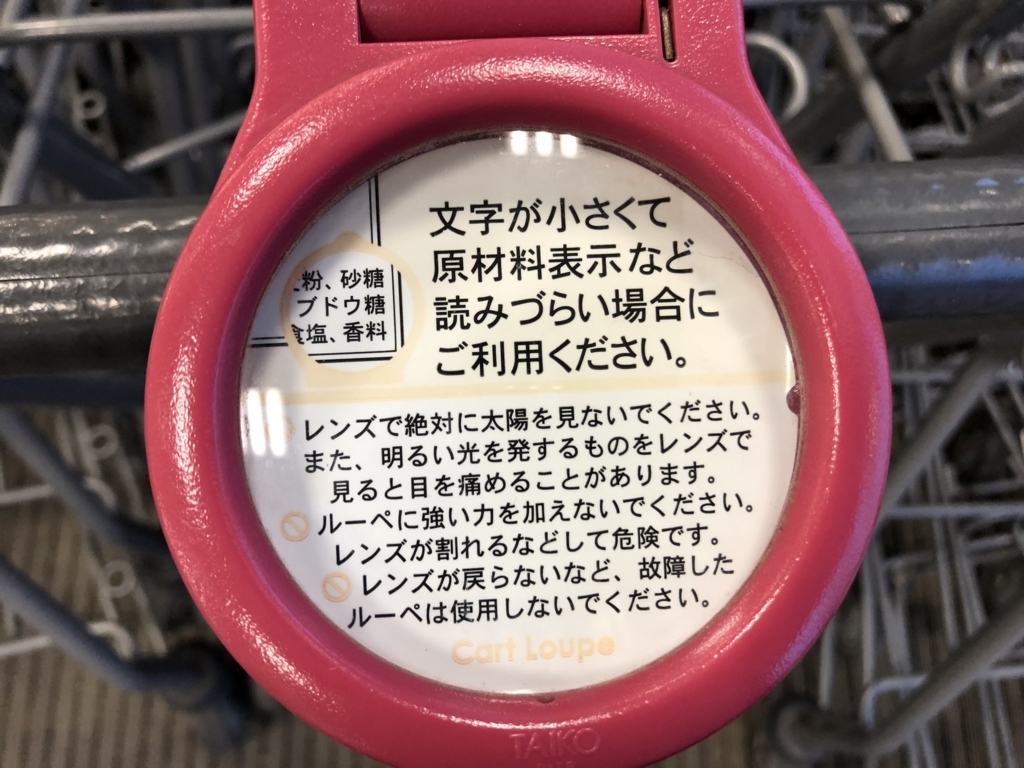 文字が小さくて
原材料表示など
読みづらい場合に
ご利用ください。
粉、砂糖
ブドウ糖
食塩、香料
レンズで絶対に太陽を見ないでください。
また、明るい光を発するものをレンズで
見ると目を痛めることがあります。
ルーペに強い力を加えないでください。
レンズが割れるなどして危険です。
レンズが戻らないなど、故障した
ルーペは使用しないでください。
Cart Loupe
TAIKO